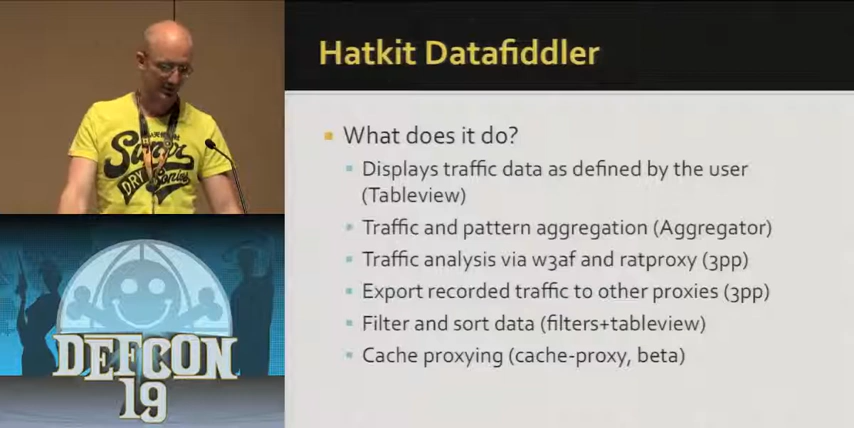 Hatkit Datafiddler
What does it do?
Displays traffic data as defined by the user
(Tableview)
Traffic and pattern aggregation (Aggregator)
Traffic analysis via w3af and ratproxy (3pp)
Export recorded traffic to other proxies (3pp)
Filter and sort data (filters+tableview)
Cache proxying (cache-proxy, beta)
DRY
DEFCON
19